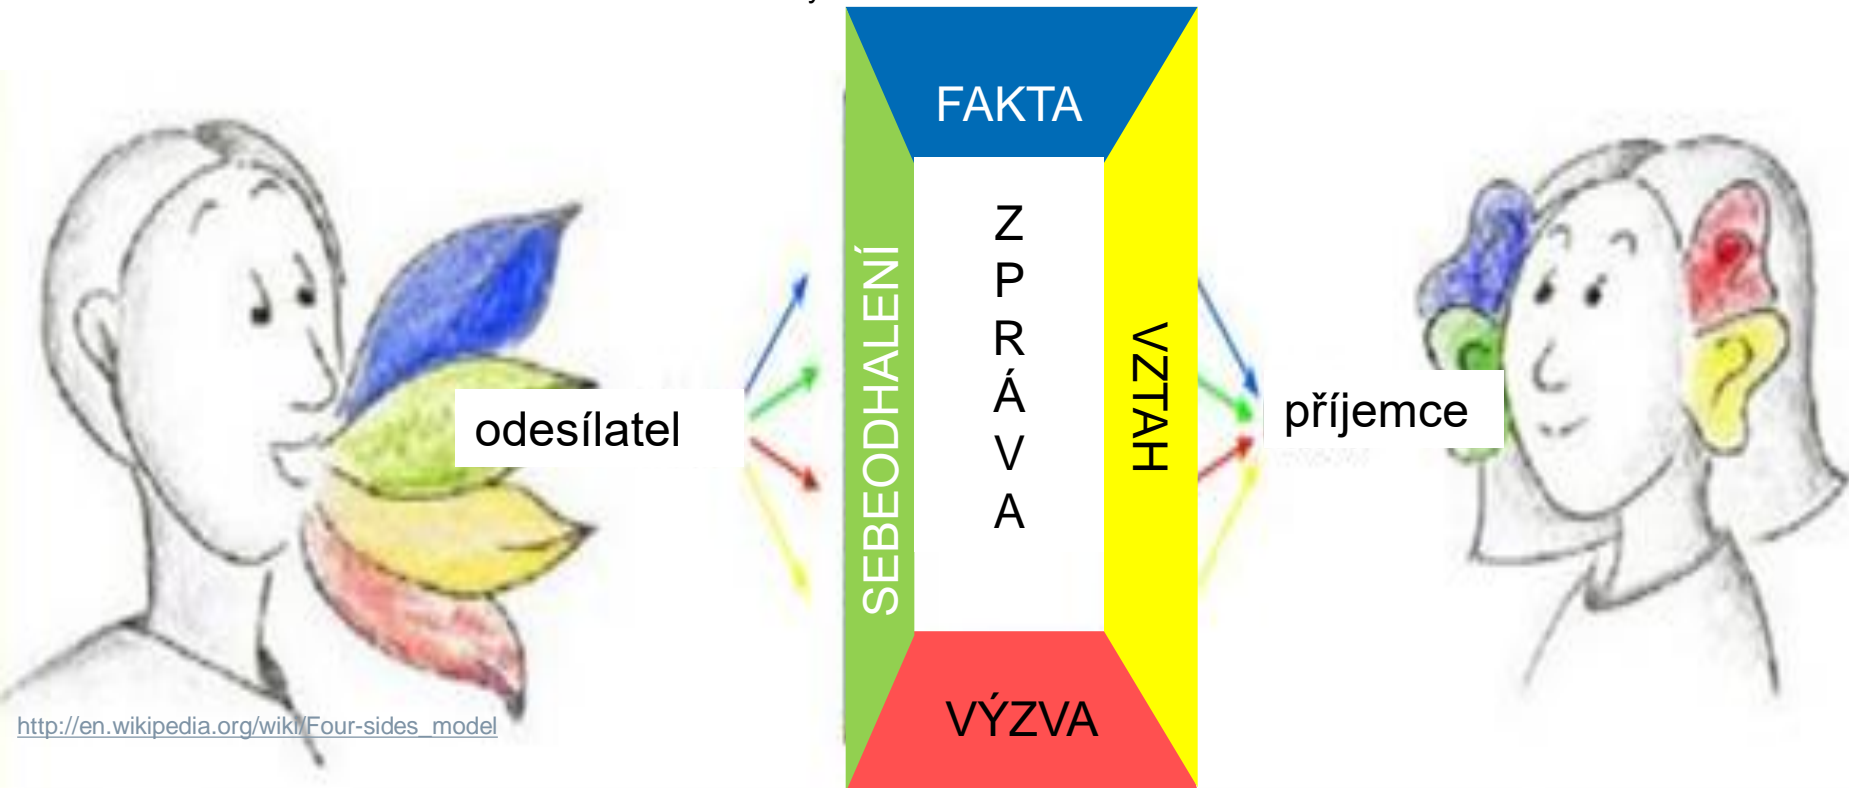 FAKTA
ZPRÁVA
SEBEODHALENÍ
VZTAH
odesílatel
příjemce
VÝZVA
http://en.wikipedia.org/wiki/Four-sides_model